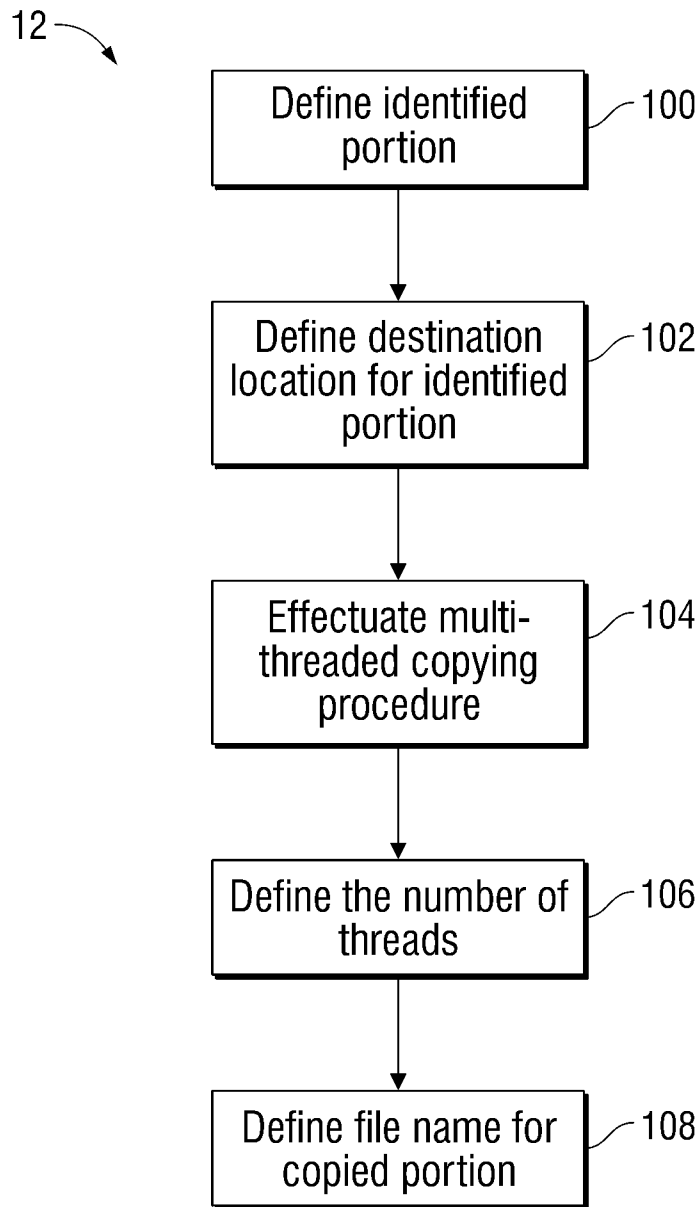 12
Define identified
portion
100
Define destination
location for identified
portion
102
Effectuate multi-
threaded copying
procedure
104
Define the number of
threads
106
Define file name for
copied portion
108